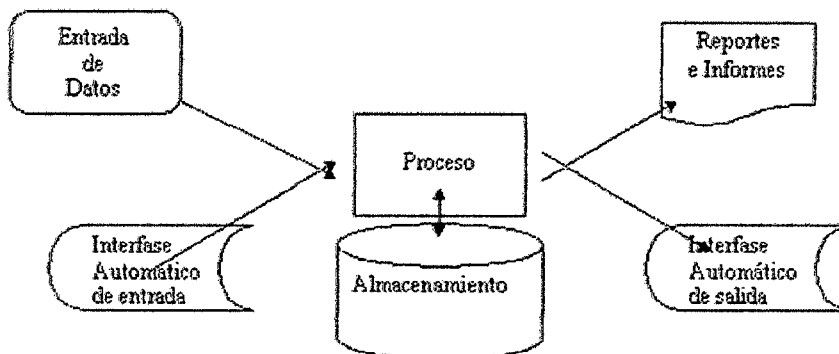 Entrada
de
Datos
Reportes
e Informes
Proceso
Interfase
Automático
de entrada
Almacenamiento
Interfase
Automático
de salida